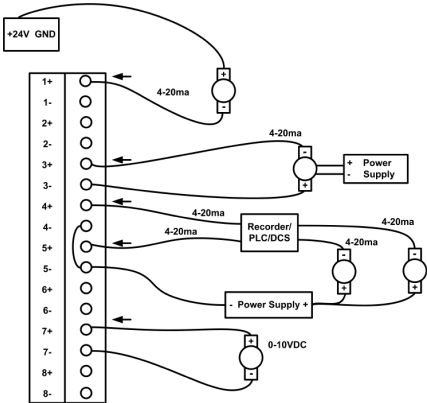 +24V GND
1+
4-20ma
+
-
1-
2+
2-
4-20ma
-
3+
+ Power
- Supply
3-
+
4+
4-20ma
4-20ma
4-
Recorder/
PLC/DCS
5+
4-20ma
4-20ma
-
-
5-
+
+
- Power Supply +
6+
6-
7+
+
0-10VDC
7-
-
8+
8-